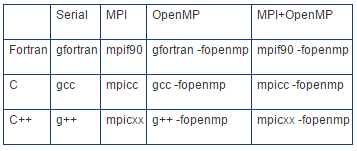 Serial MPI OpenMP MPI+OpenMP
Fortran gfortran mpif90 gfortran -fopenmp mpif90 -fopenmp
C gcc mpicc gcc -fopenmp mpicc -fopenmp
C++ g++ mpicxx g++ -fopenmp mpicxx -fopenmp